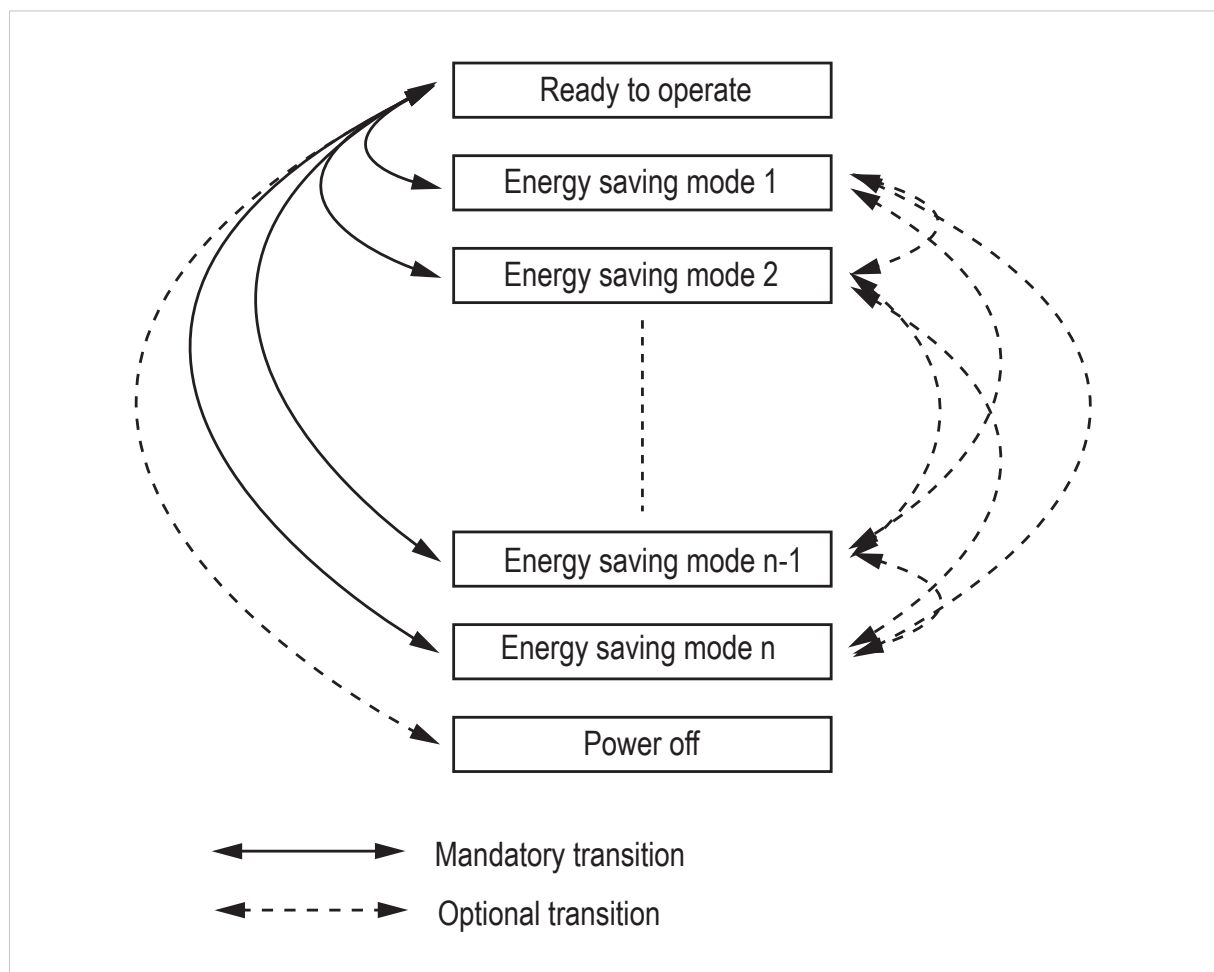 Ready to operate
Energy saving mode 1
Energy saving mode 2
Energy saving mode n-1
Energy saving mode n
Power off
Mandatory transition
Optional transition